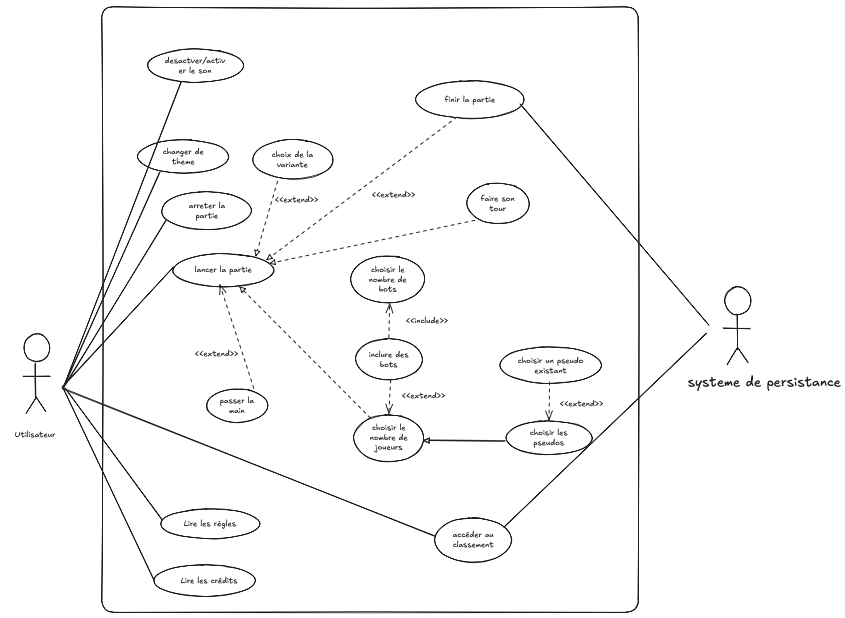 desactver/activ
er le son
finir la partie
changer de
theme
choix de la
variante
<<extend>>
<<extend>>
arreter la
partie
faire son
tour
lancer la partie
choisir le
nombre de
bots
<<include>>
<<extend>>
inclure des
bots
choisir un pseudo
existant
<<extend>>
<<extend>>
passer la
main
choisir le
nombre de
joueurs
choisir les
pseudos
Utilisateur
systeme de persistance
Lire les règles
accéder au
classement
Lire les crédits